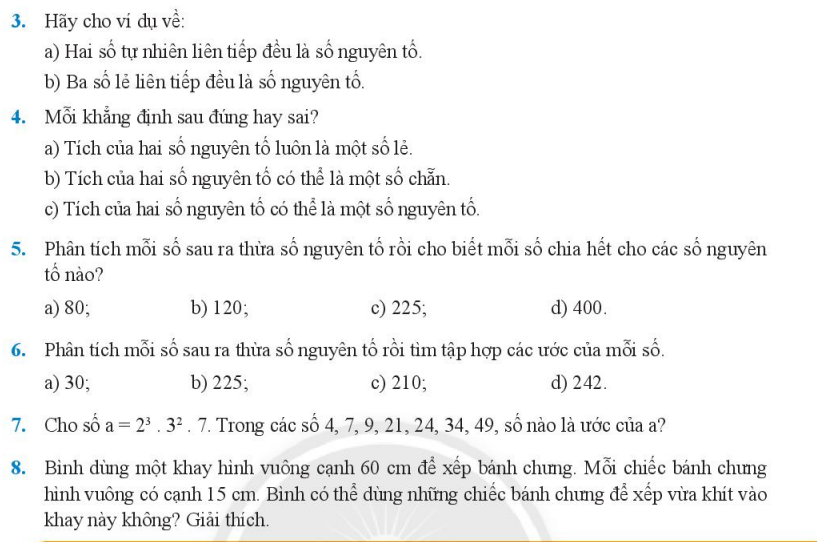 3. Hãy cho ví dụ về:
a) Hai số tự nhiên liên tiếp đều là số nguyên tố.
b) Ba số lẻ liên tiếp đều là số nguyên tố.
4. Mỗi khẳng định sau đúng hay sai?
a) Tích của hai số nguyên tố luôn là một số lẻ.
b) Tích của hai số nguyên tố có thể là một số chẵn.
c) Tích của hai số nguyên tố có thể là một số nguyên tố.
5. Phân tích mỗi số sau ra thừa số nguyên tố rồi cho biết mỗi số chia hết cho các số nguyên
tố nào?
a) 80; b) 120; c) 225; d) 400.
6. Phân tích mỗi số sau ra thừa số nguyên tố rồi tìm tập hợp các ước của mỗi số.
a) 30; b) 225; c) 210; d) 242.
7. Cho số a = 2³ . 3² . 7. Trong các số 4, 7, 9, 21, 24, 34, 49, số nào là ước của a?
8. Bình dùng một khay hình vuông cạnh 60 cm để xếp bánh chưng. Mỗi chiếc bánh chưng
hình vuông có cạnh 15 cm. Bình có thể dùng những chiếc bánh chưng để xếp vừa khít vào
khay này không? Giải thích.